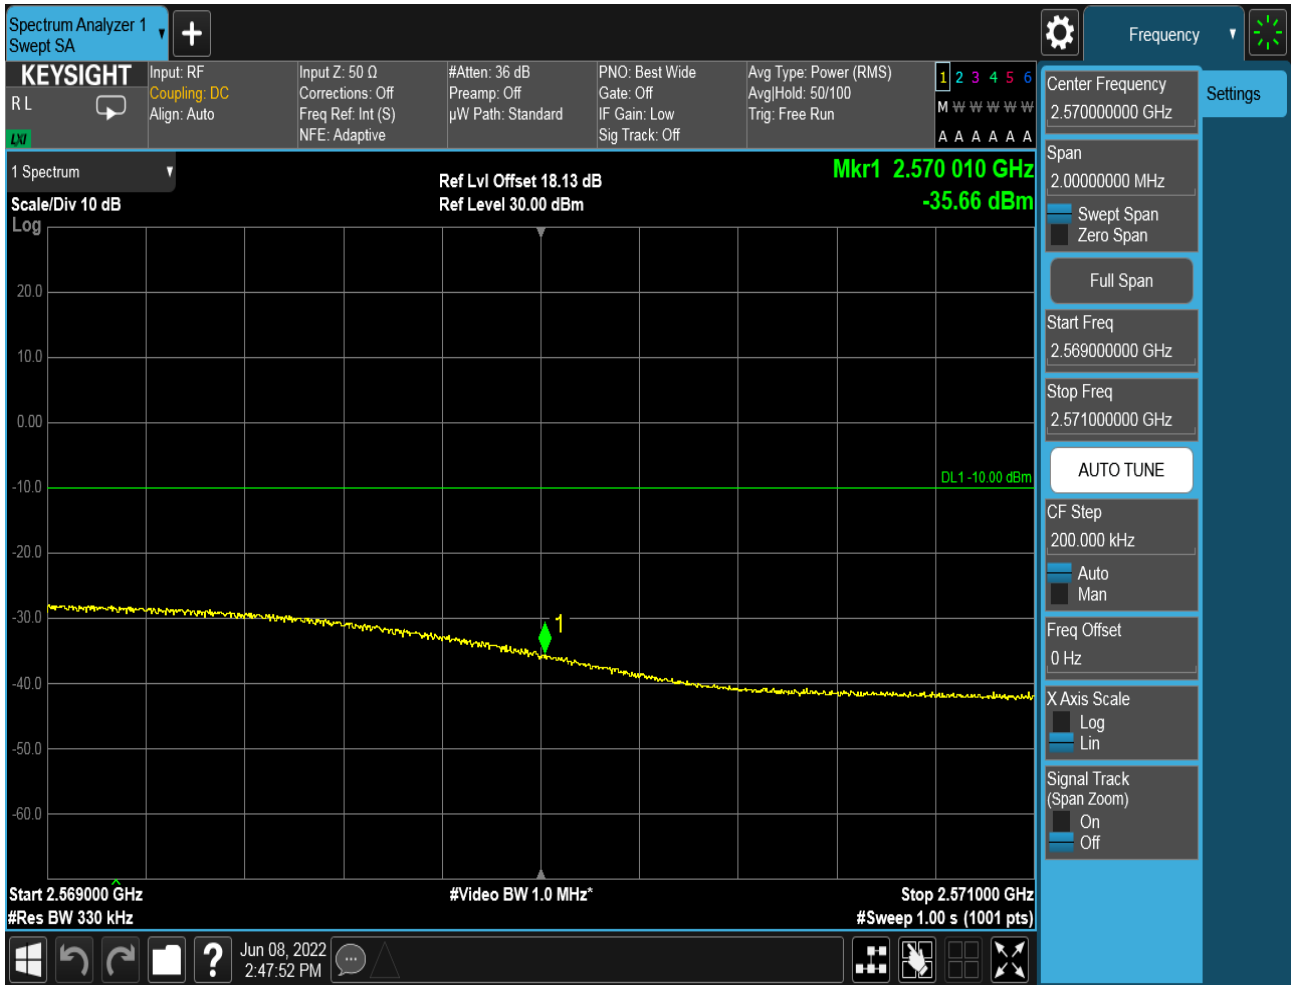 Spectrum Analyzer 1
Swept SA
Frequency
KEYSIGHT
R L
LXI
Input: RF
Coupling: DC
Align: Auto
Input Z: 50 Ω
Corrections: Off
Freq Ref: Int (S)
NFE: Adaptive
#Atten: 36 dB
Preamp: Off
µW Path: Standard
PNO: Best Wide
Gate: Off
IF Gain: Low
Sig Track: Off
Avg Type: Power (RMS)
Avg|Hold: 50/100
Trig: Free Run
1 2 3 4 5 6
M W W W W W
A A A A A A
1 Spectrum
Scale/Div 10 dB
Log
Ref Lvl Offset 18.13 dB
Ref Level 30.00 dBm
Mkr1 2.570 010 GHz
-35.66 dBm
20.0
10.0
0.00
-10.0
-20.0
-30.0
-40.0
-50.0
-60.0
DL1 -10.00 dBm
1
Start 2.569000 GHz
#Res BW 330 kHz
#Video BW 1.0 MHz*
Stop 2.571000 GHz
#Sweep 1.00 s (1001 pts)
Settings
Center Frequency
2.570000000 GHz
Span
2.00000000 MHz
Swept Span
Zero Span
Full Span
Start Freq
2.569000000 GHz
Stop Freq
2.571000000 GHz
AUTO TUNE
CF Step
200.000 kHz
Auto
Man
Freq Offset
0 Hz
X Axis Scale
Log
Lin
Signal Track
(Span Zoom)
On
Off
?
Jun 08, 2022
2:47:52 PM